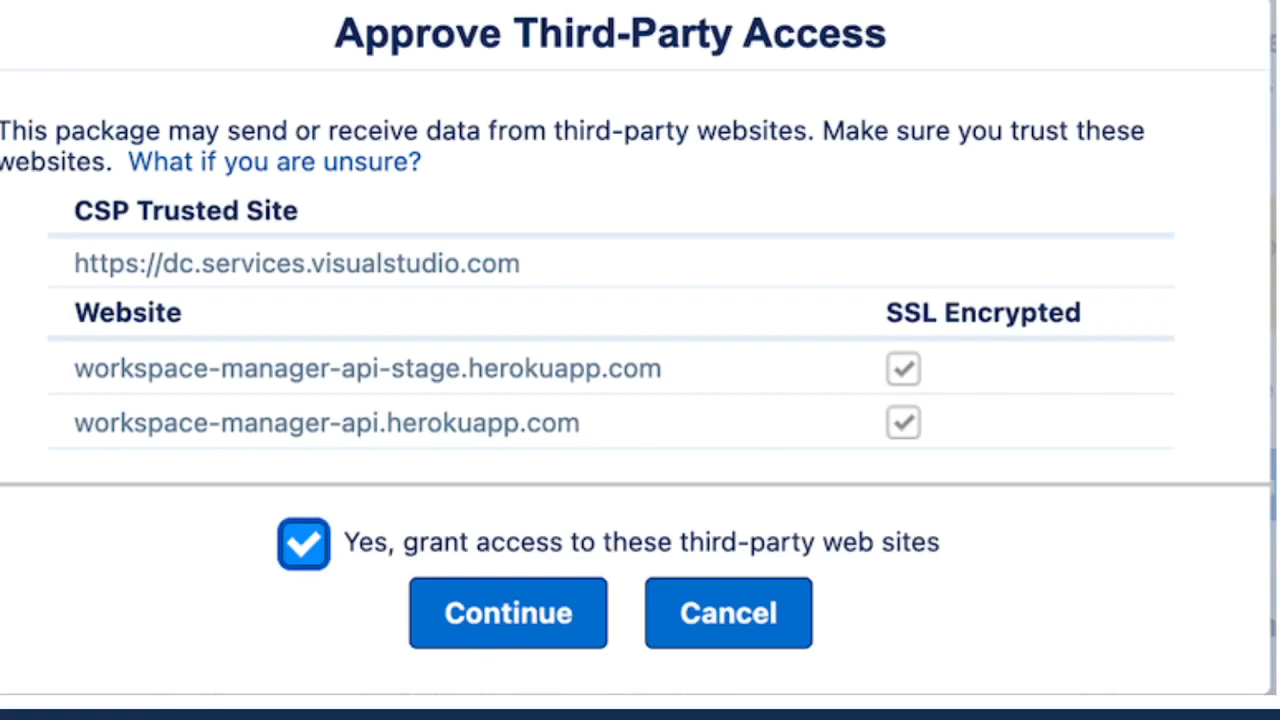 Approve Third-Party Access
This package may send or receive data from third-party websites. Make sure you trust these
websites. What if you are unsure?
CSP Trusted Site
https://dc.services.visualstudio.com
Website SSL Encrypted
workspace-manager-api-stage.herokuapp.com
workspace-manager-api.herokuapp.com
Yes, grant access to these third-party web sites
Continue Cancel